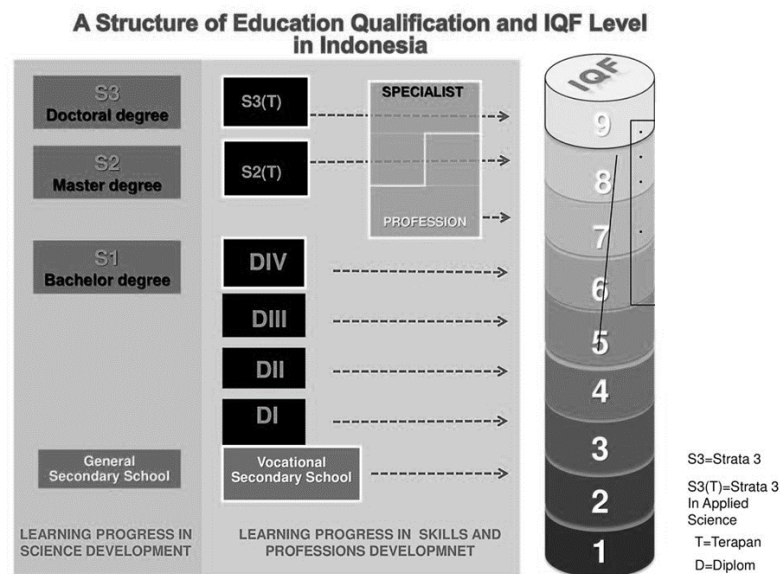 A Structure of Education Qualification and IQF Level
in Indonesia
S3
Doctoral degree
S2
Master degree
S1
Bachelor degree
General
Secondary School
LEARNING PROGRESS IN
SCIENCE DEVELOPMENT
S3(T)
S2(T)
DIV
DIII
DII
DI
Vocational
Secondary School
SPECIALIST
PROFESSION
LEARNING PROGRESS IN SKILLS AND
PROFESSIONS DEVELOPMNET
IQF
9
8
7
6
5
4
3
2
1
S3=Strata 3
S3(T)=Strata 3
In Applied
Science
T=Terapan
D=Diplom